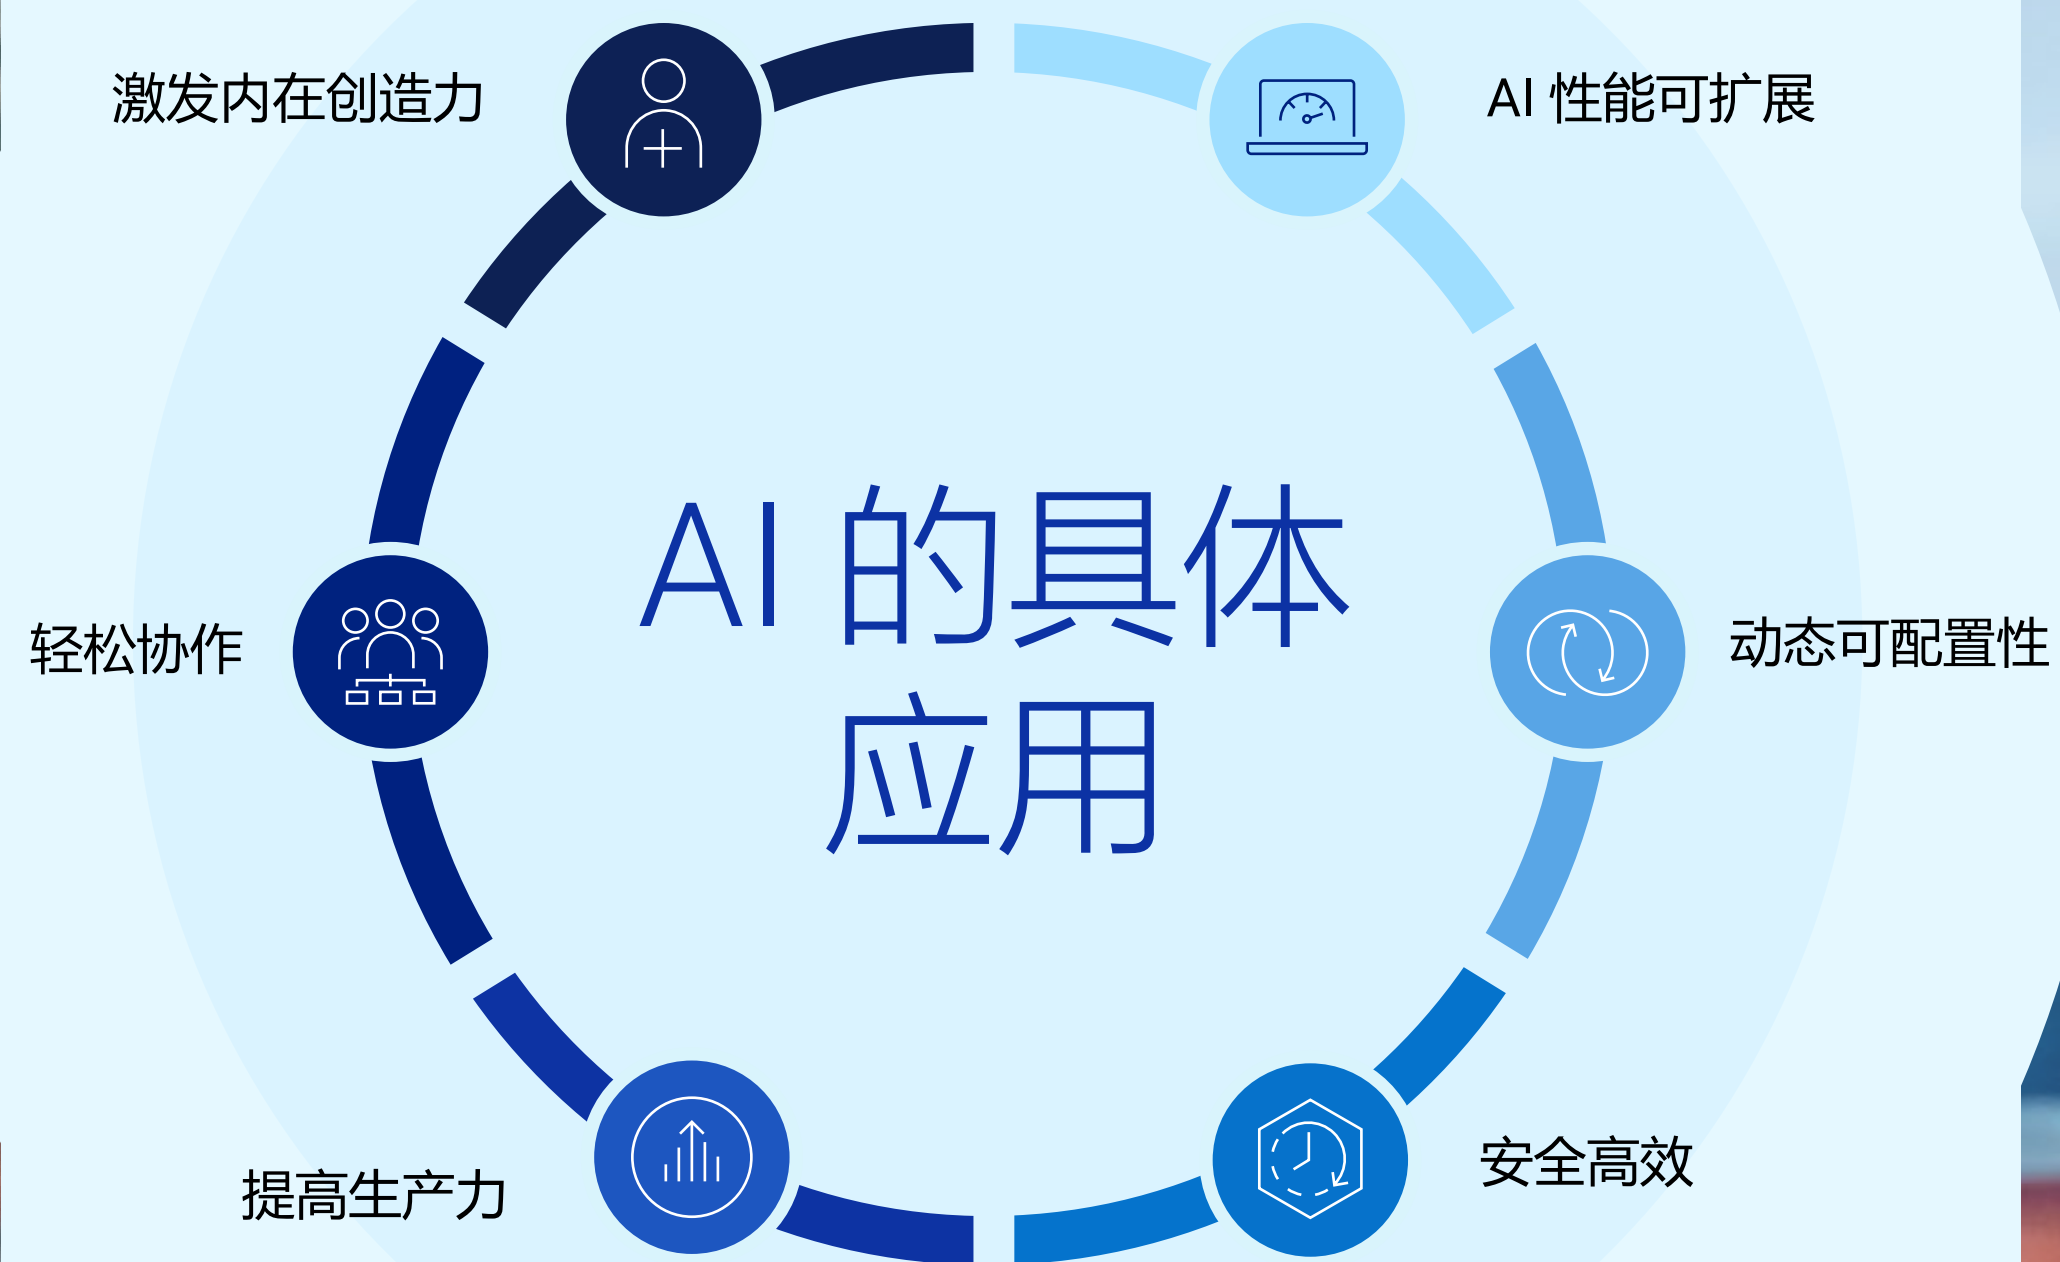 激发内在创造力
AI 性能可扩展
AI 的具体
应用
轻松协作
动态可配置性
提高生产力
安全高效